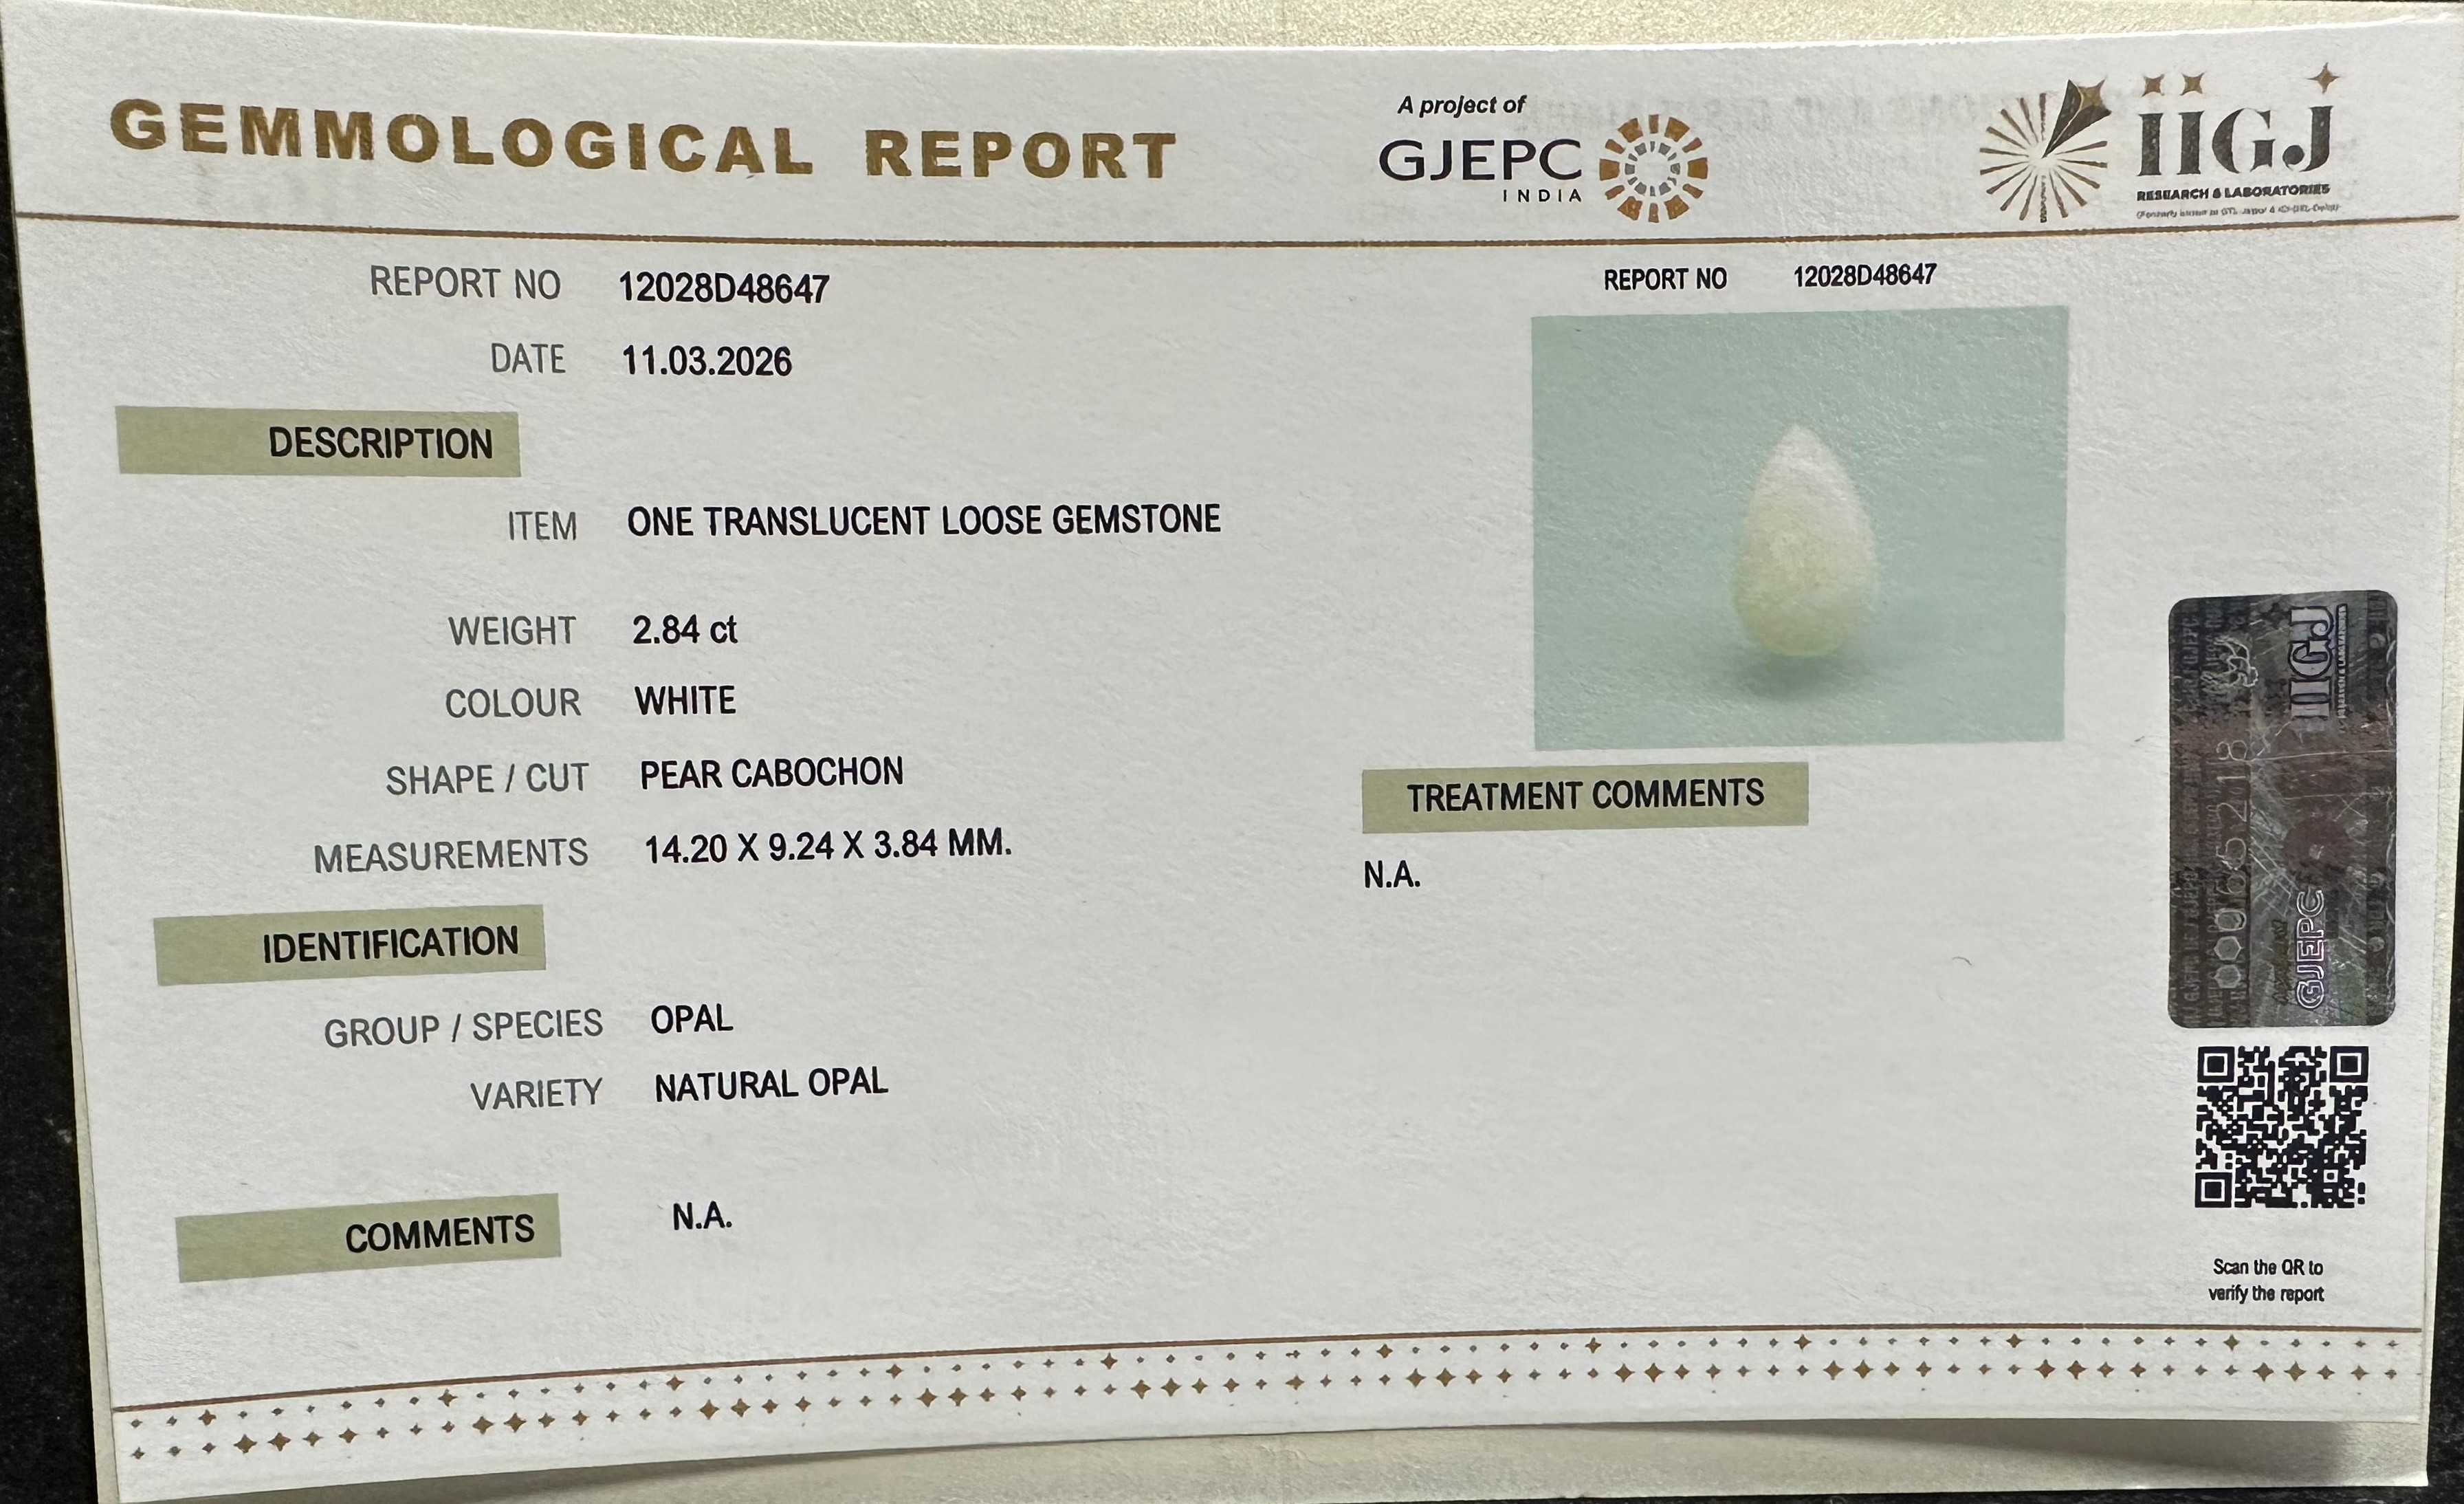 GEMMOLOGICAL REPORT
A project of
GJEPC
INDIA
IIGJ
RESEARCH & LABORATORIES
REPORT NO 12028D48647
DATE 11.03.2026
DESCRIPTION
ITEM ONE TRANSLUCENT LOOSE GEMSTONE
WEIGHT 2.84 ct
COLOUR WHITE
SHAPE / CUT PEAR CABOCHON
MEASUREMENTS 14.20 X 9.24 X 3.84 MM.
IDENTIFICATION
GROUP / SPECIES OPAL
VARIETY NATURAL OPAL
COMMENTS N.A.
REPORT NO 12028D48647
TREATMENT COMMENTS
N.A.
IIGJ
GJEPC
Scan the QR to
verify the report